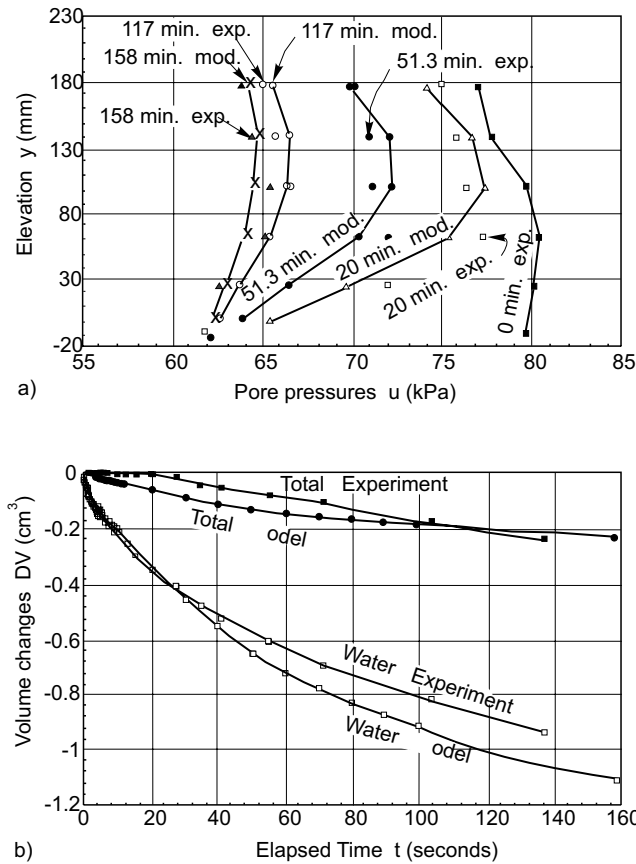 230
180
130
80
30
-20
Elevation y (mm)
117 min. exp.
117 min. mod.
158 min. mod.
51.3 min. exp.
158 min. exp.
51.3 min. mod.
20 min. mod.
20 min. exp.
0 min. exp.
55 60 65 70 75 80 85
a) Pore pressures u (kPa)
0
-0.2
-0.4
-0.6
-0.8
-1
-1.2
Volume changes DV (cm³)
Total Experiment
Total odel
Water Experiment
Water odel
0 20 40 60 80 100 120 140 160
b) Elapsed Time t (seconds)